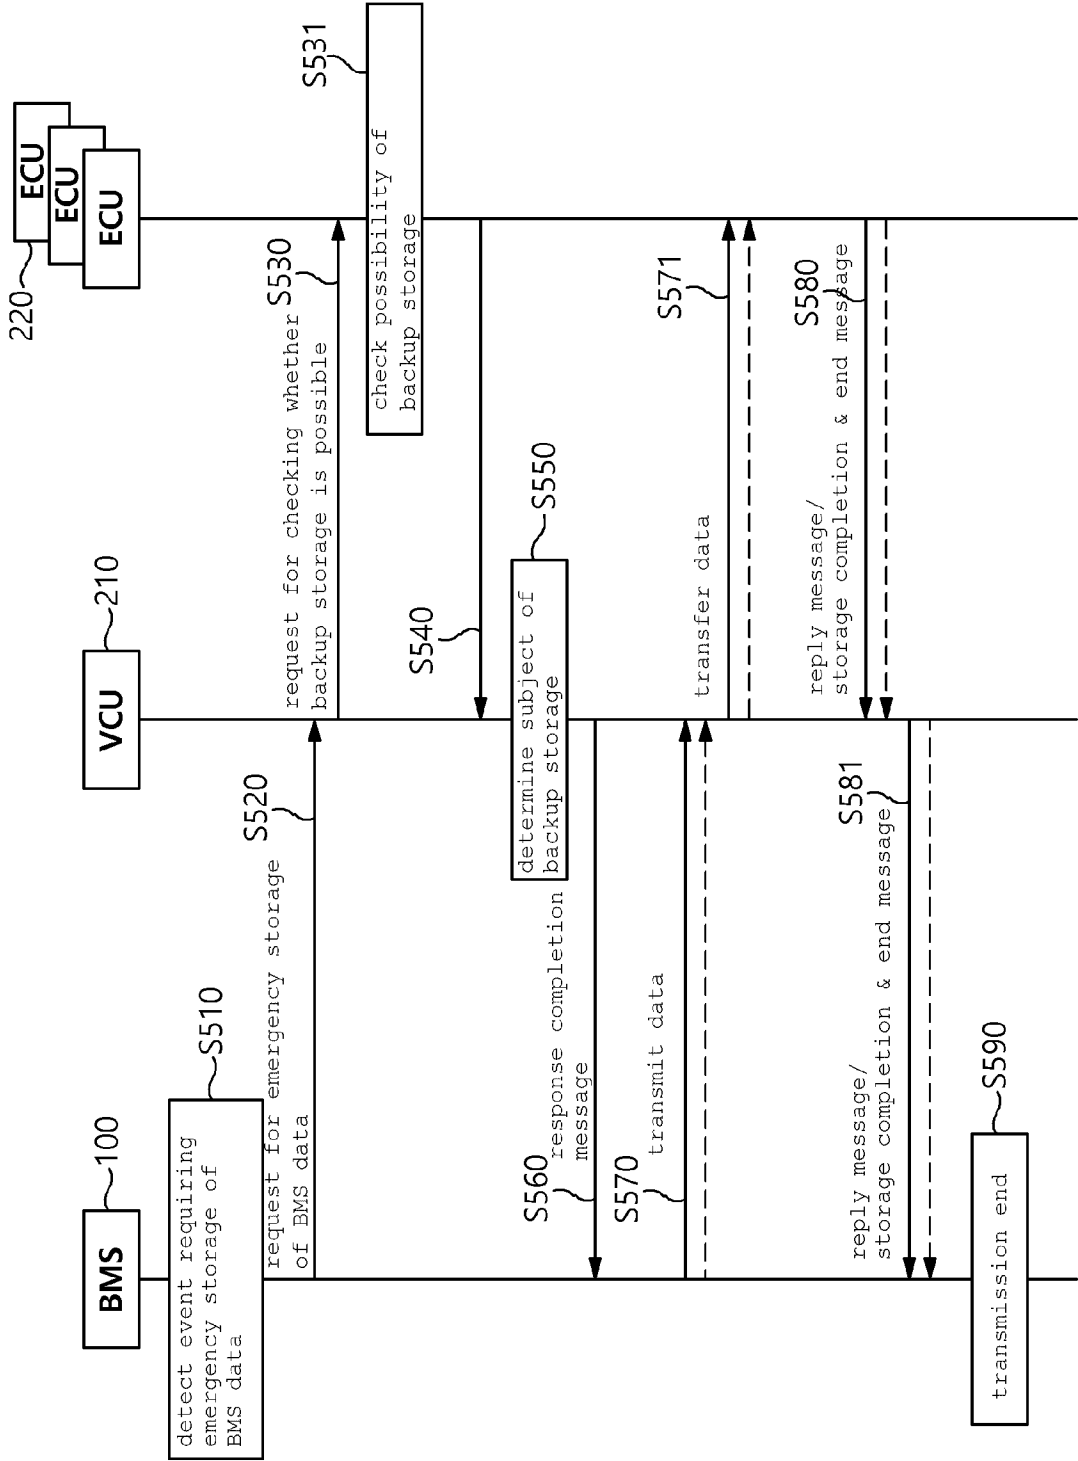 BMS
100
VCU
210
220
ECU
ECU
ECU
detect event requiring
emergency storage of
BMS data
S510
request for emergency storage
of BMS data
S520
request for checking whether
backup storage is possible
S530
check possibility of
backup storage
S531
S540
determine subject of
backup storage
S550
S560
response completion
message
S570
transmit data
transfer data
S571
reply message/
storage completion & end message
S580
reply message/
storage completion & end message
S581
transmission end
S590